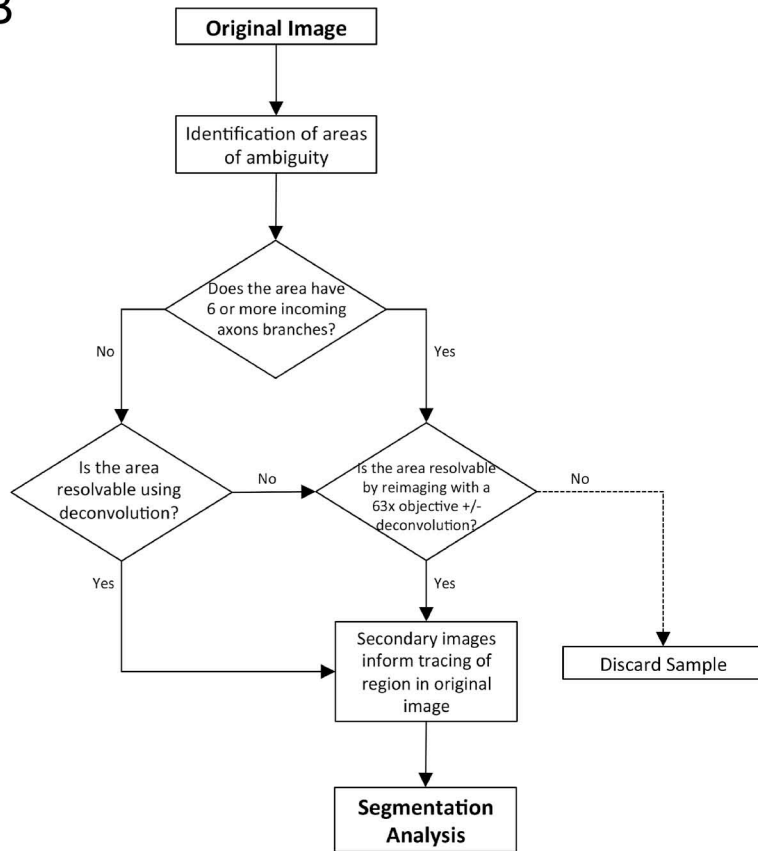 B
Original Image
Identification of areas
of ambiguity
Does the area have
6 or more incoming
axons branches?
No
Yes
Is the area
resolvable using
deconvolution?
No
Is the area resolvable
by reimaging with a
63x objective +/-
deconvolution?
No
Yes
Yes
Secondary images
inform tracing of
region in original
image
Discard Sample
Segmentation
Analysis